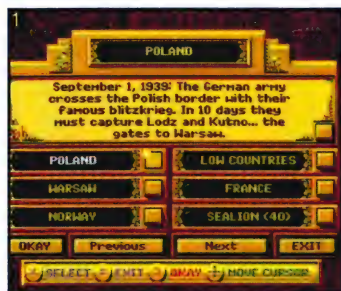 1
POLAND
September 1, 1939: The German army
crosses the Polish border with their
famous blitzkrieg. In 10 days they
must capture Lodz and Kutno... the
gates to Warsaw.
POLAND LOW COUNTRIES
WARSAW FRANCE
NORWAY SEALION (40)
OKAY Previous Next EXIT
SELECT EXIT OKAY MOVE CURSOR